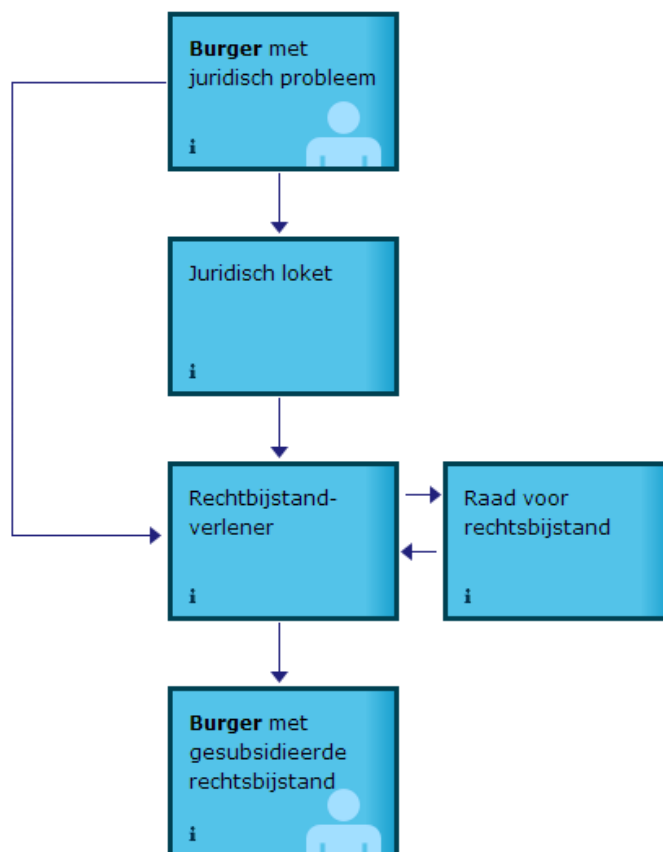 Burger met
juridisch probleem
i
Juridisch loket
i
Rechtbijstand-
verlener
i
Raad voor
rechtsbijstand
i
Burger met
gesubsidieerde
rechtsbijstand
i